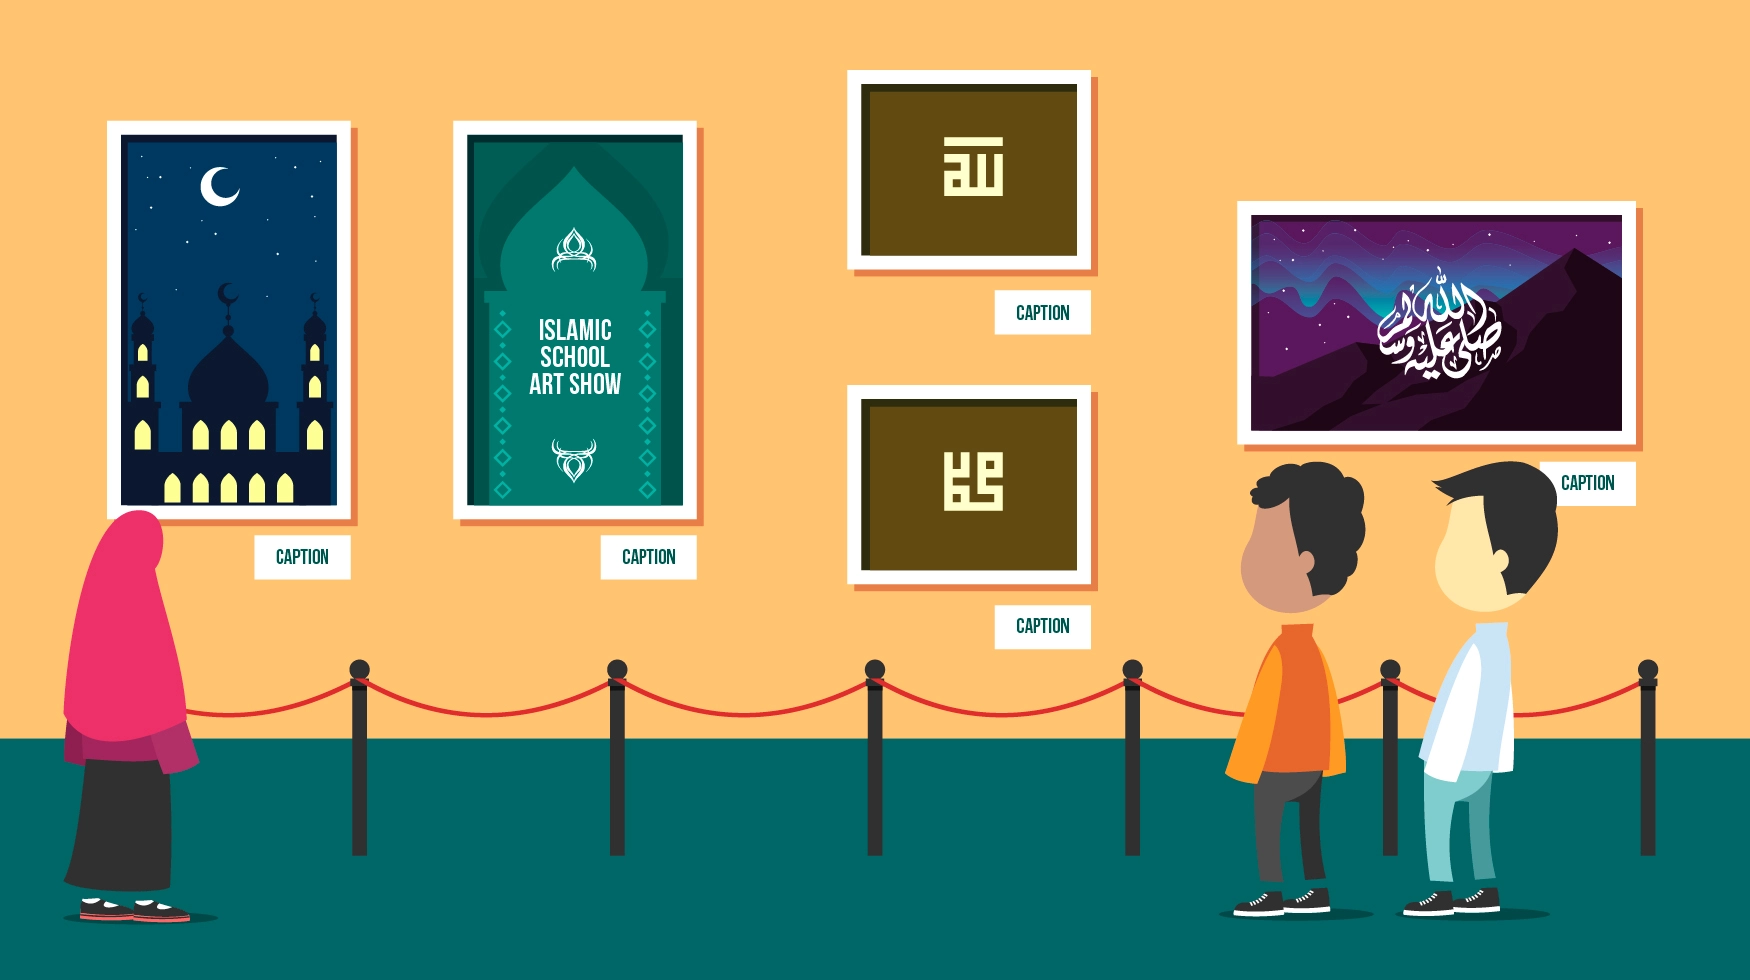 CAPTION
ISLAMIC
SCHOOL
ART SHOW
CAPTION
الله
CAPTION
محمد
CAPTION
صلى الله عليه وسلم
CAPTION